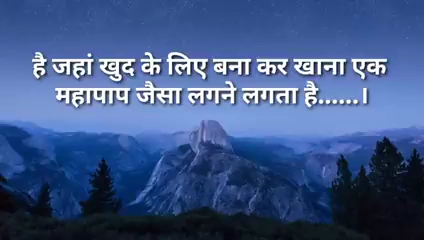 है जहां खुद के लिए बना कर खाना एक
महापाप जैसा लगने लगता है......।